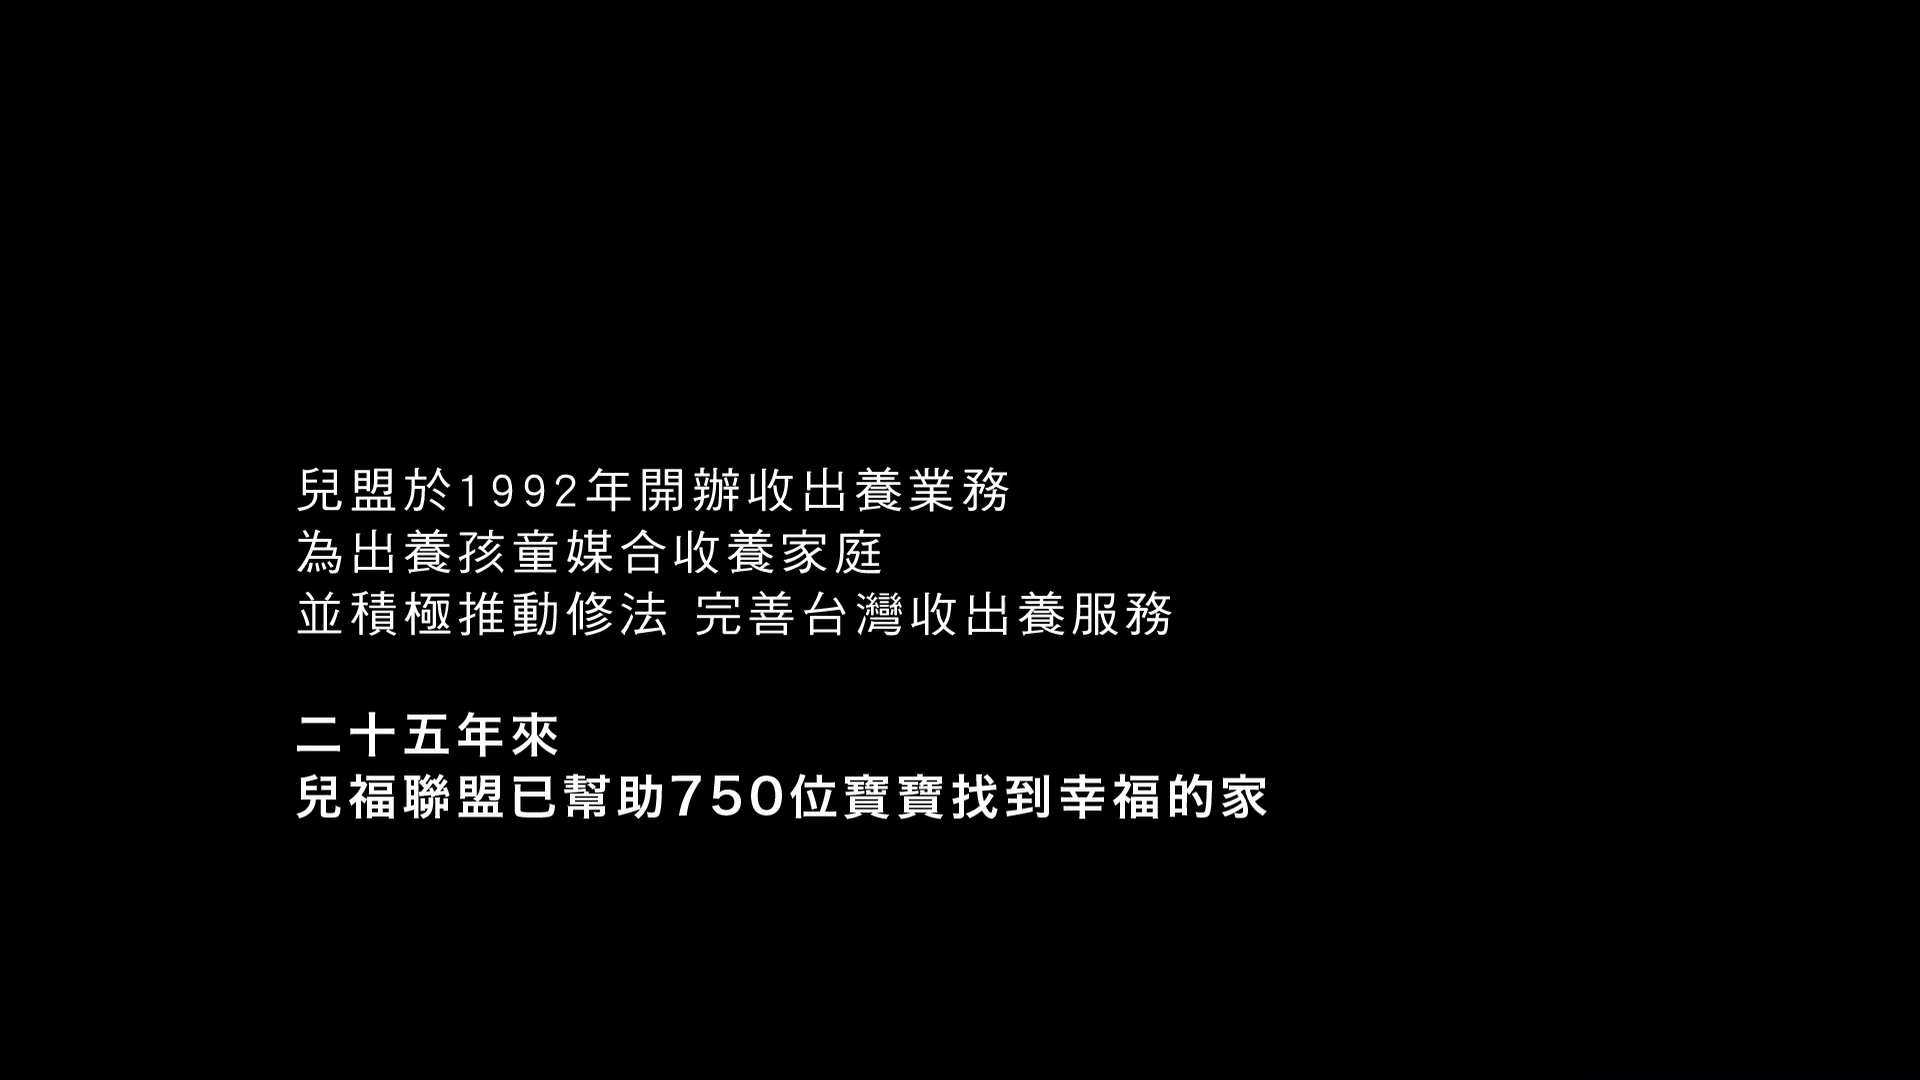 兒盟於1992年開辦收出養業務
為出養孩童媒合收養家庭
並積極推動修法 完善台灣收出養服務
二十五年來
兒福聯盟已幫助750位寶寶找到幸福的家